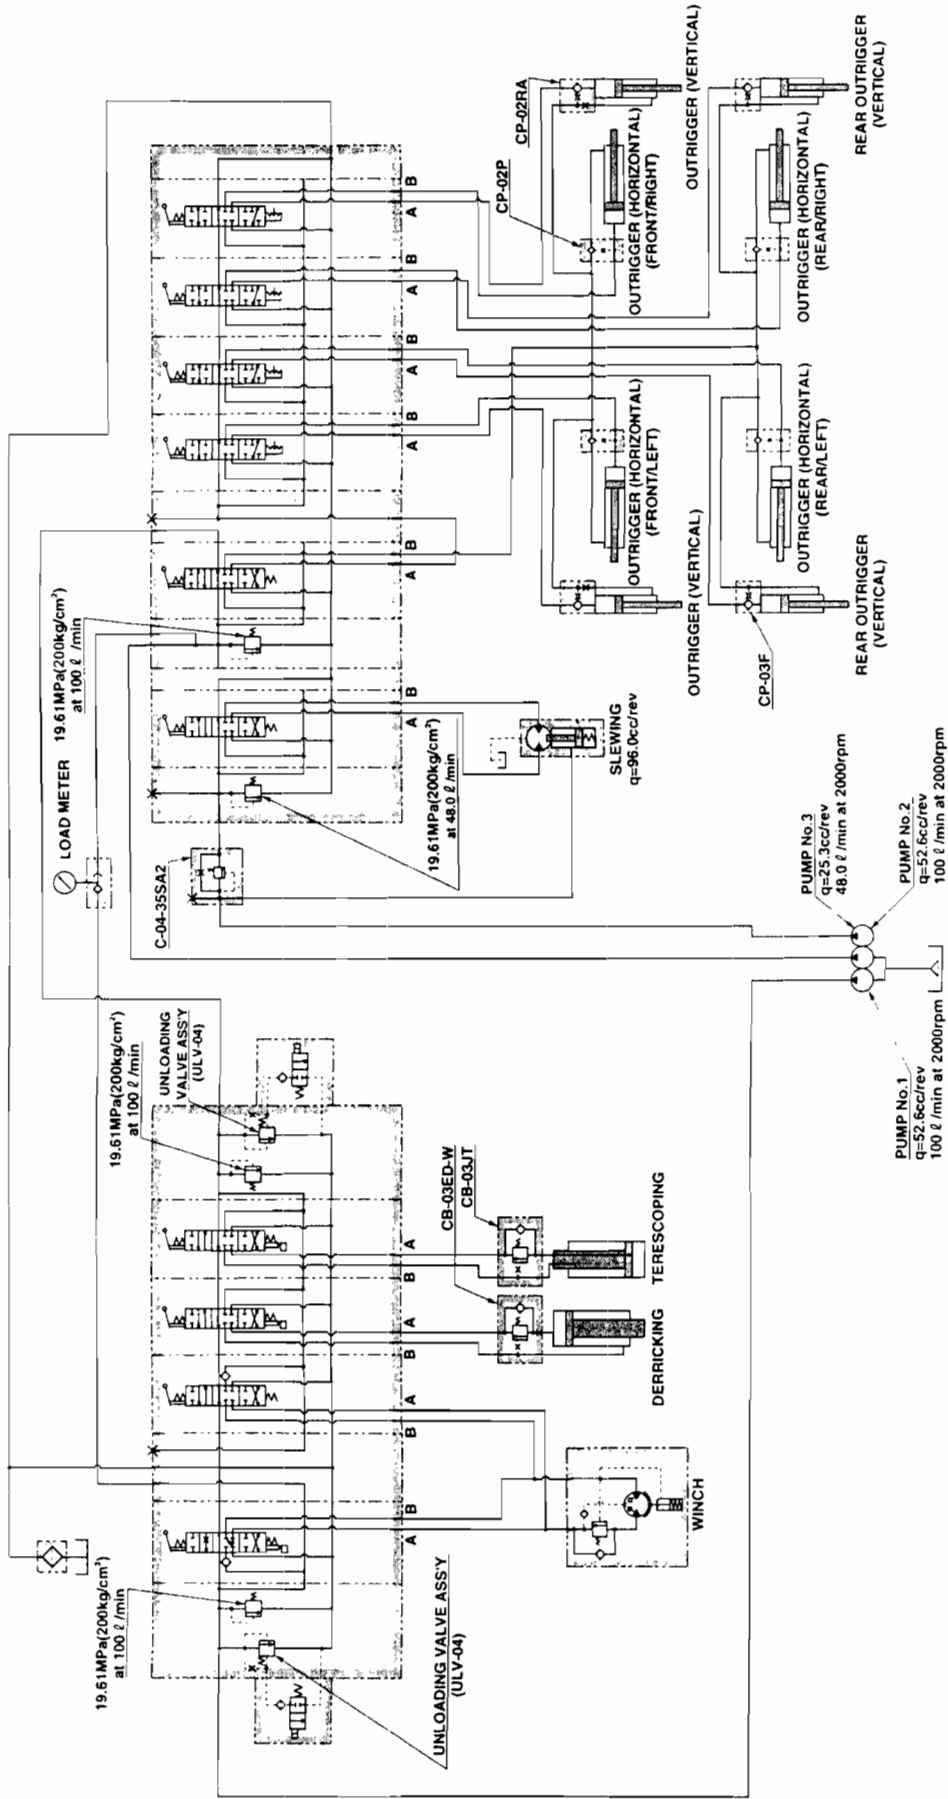 LOAD METER
19.61MPa(200kg/cm²)
at 100 ℓ/min
C-04-35SA2
19.61MPa(200kg/cm²)
at 48.0 ℓ/min
A
B
A
B
A
B
A
B
A
B
A
B
SLEWING
q=96.0cc/rev
CP-02RA
CP-02P
CP-03F
OUTRIGGER (VERTICAL)
OUTRIGGER (HORIZONTAL)
(FRONT/RIGHT)
REAR OUTRIGGER
(VERTICAL)
OUTRIGGER (HORIZONTAL)
(REAR/RIGHT)
OUTRIGGER (HORIZONTAL)
(FRONT/LEFT)
OUTRIGGER (VERTICAL)
OUTRIGGER (HORIZONTAL)
(REAR/LEFT)
REAR OUTRIGGER
(VERTICAL)
PUMP No.3
q=25.3cc/rev
48.0 ℓ/min at 2000rpm
PUMP No.2
q=52.6cc/rev
100 ℓ/min at 2000rpm
PUMP No.1
q=52.6cc/rev
100 ℓ/min at 2000rpm
19.61MPa(200kg/cm²)
at 100 ℓ/min
UNLOADING
VALVE ASS'Y
(ULV-04)
CB-03ED-W
CB-03JT
A
B
A
B
A
B
B
A
TERESCOPING
DERRICKING
WINCH
19.61MPa(200kg/cm²)
at 100 ℓ/min
UNLOADING VALVE ASS'Y
(ULV-04)